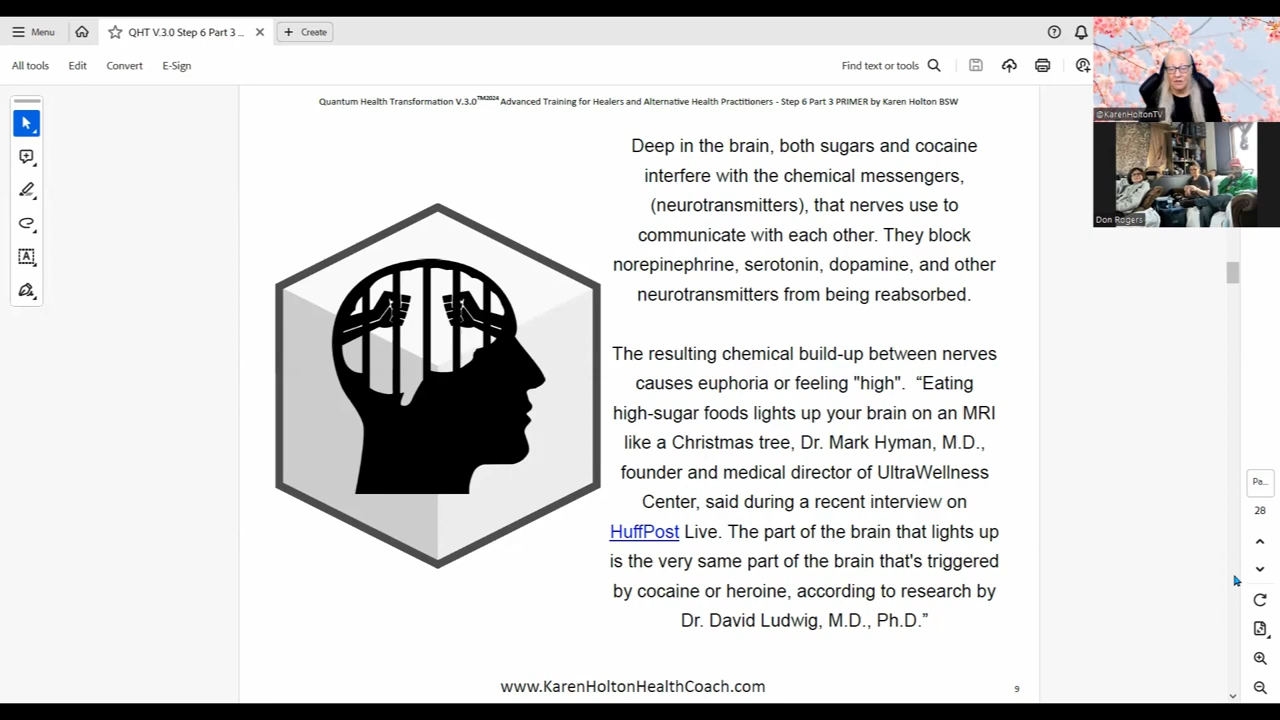 Menu
QHT V.3.0 Step 6 Part 3 ...
Create
All tools
Edit
Convert
E-Sign
Find text or tools
©KarenHoltonTV
Don Rogers
Quantum Health Transformation V.3.0™2024 Advanced Training for Healers and Alternative Health Practitioners - Step 6 Part 3 PRIMER by Karen Holton BSW
Deep in the brain, both sugars and cocaine
interfere with the chemical messengers,
(neurotransmitters), that nerves use to
communicate with each other. They block
norepinephrine, serotonin, dopamine, and other
neurotransmitters from being reabsorbed.
The resulting chemical build-up between nerves
causes euphoria or feeling "high". “Eating
high-sugar foods lights up your brain on an MRI
like a Christmas tree, Dr. Mark Hyman, M.D.,
founder and medical director of UltraWellness
Center, said during a recent interview on
HuffPost Live. The part of the brain that lights up
is the very same part of the brain that's triggered
by cocaine or heroine, according to research by
Dr. David Ludwig, M.D., Ph.D.”
www.KarenHoltonHealthCoach.com
9
Pa...
28